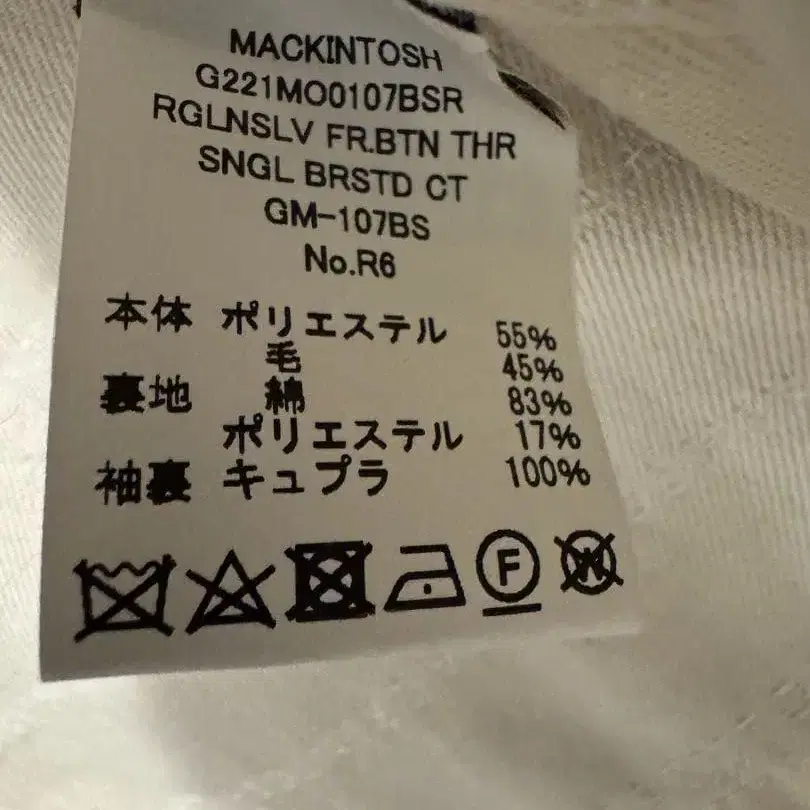 MACKINTOSH
G221MO0107BSR
RGLNSLV FR.BTN THR
SNGL BRSTD CT
GM-107BS
No.R6
本体 ポリエステル 55%
毛 45%
裏地 綿 83%
ポリエステル 17%
袖裏 キュプラ 100%
F W